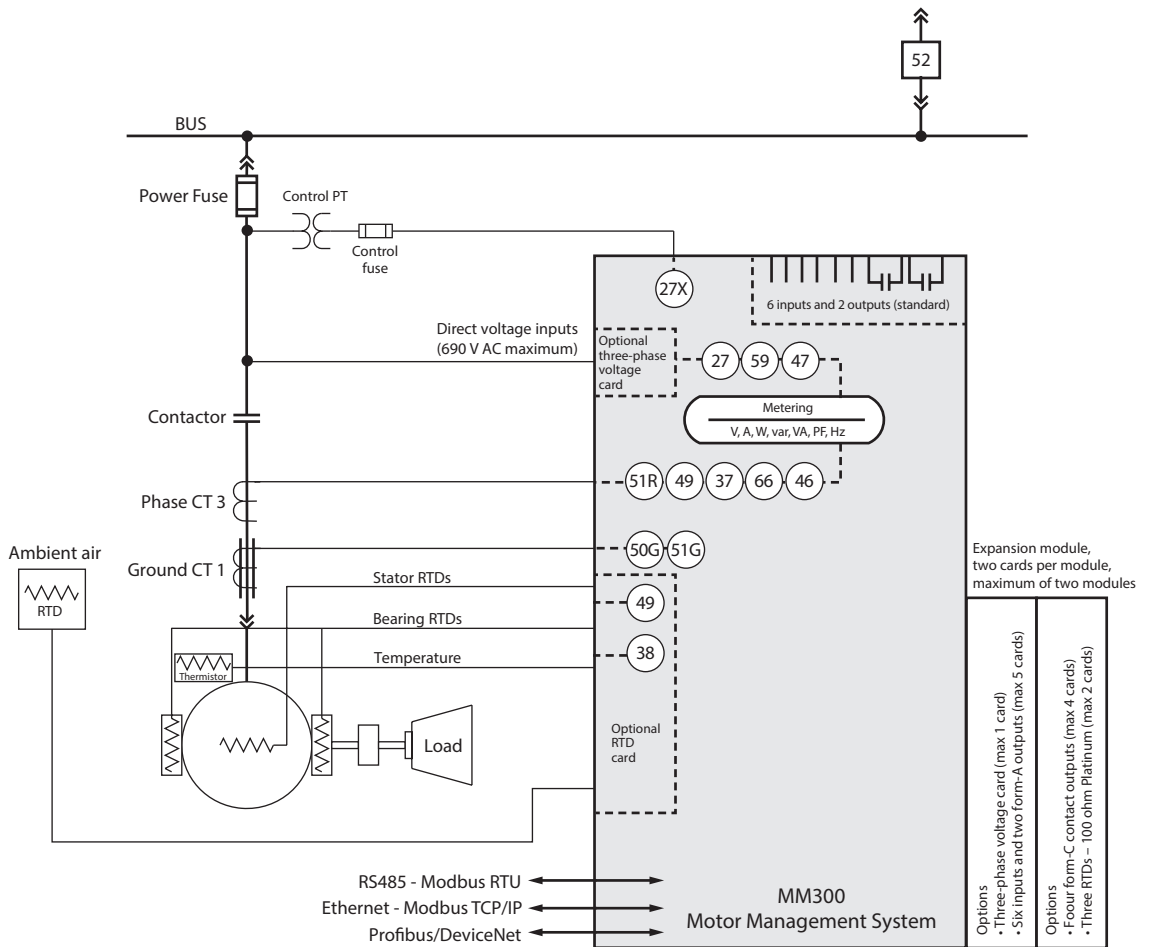 52
BUS
Power Fuse
Control PT
Control
fuse
27X
6 inputs and 2 outputs (standard)
Direct voltage inputs
(690 V AC maximum)
Optional
three-phase
voltage
card
27 59 47
Metering
V, A, W, var, VA, PF, Hz
Contactor
51R 49 37 66 46
Phase CT 3
50G 51G
Ground CT 1
Ambient air
RTD
Stator RTDs
49
Bearing RTDs
38
Temperature
Thermistor
Load
Optional
RTD
card
Expansion module,
two cards per module,
maximum of two modules
Options
• Three-phase voltage card (max 1 card)
• Six inputs and two form-A outputs (max 5 cards)
Options
• Foour form-C contact outputs (max 4 cards)
• Three RTDs – 100 ohm Platinum (max 2 cards)
RS485 - Modbus RTU
Ethernet - Modbus TCP/IP
Profibus/DeviceNet
MM300
Motor Management System